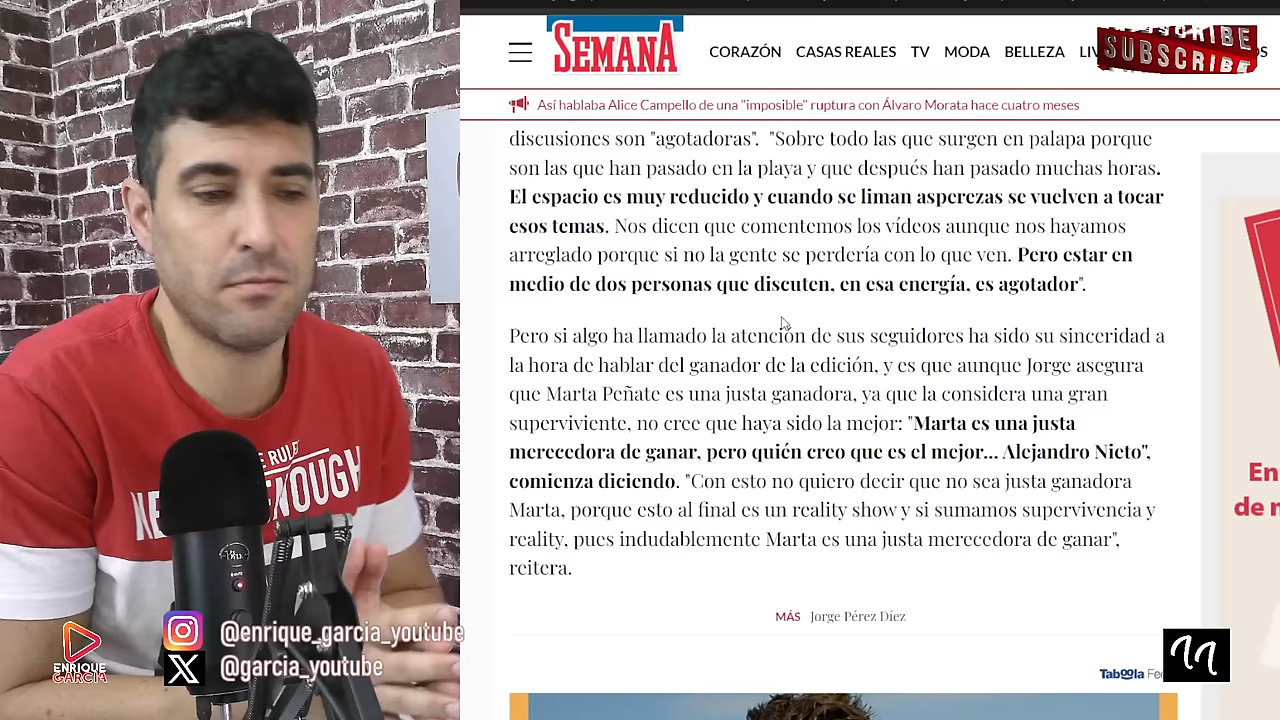 SEMANA
CORAZÓN CASAS REALES TV MODA BELLEZA
SUBSCRIBE
SUBSCRIBE
Así hablaba Alice Campello de una "imposible" ruptura con Álvaro Morata hace cuatro meses
discusiones son "agotadoras". "Sobre todo las que surgen en palapa porque
son las que han pasado en la playa y que después han pasado muchas horas.
El espacio es muy reducido y cuando se liman asperezas se vuelven a tocar
esos temas. Nos dicen que comentemos los vídeos aunque nos hayamos
arreglado porque si no la gente se perdería con lo que ven. Pero estar en
medio de dos personas que discuten, en esa energía, es agotador".
Pero si algo ha llamado la atención de sus seguidores ha sido su sinceridad a
la hora de hablar del ganador de la edición, y es que aunque Jorge asegura
que Marta Peñate es una justa ganadora, ya que la considera una gran
superviviente, no cree que haya sido la mejor: "Marta es una justa
merecedora de ganar, pero quién creo que es el mejor... Alejandro Nieto",
comienza diciendo. "Con esto no quiero decir que no sea justa ganadora
Marta, porque esto al final es un reality show y si sumamos supervivencia y
reality, pues indudablemente Marta es una justa merecedora de ganar",
reitera.
MÁS Jorge Pérez Díez
Taboola
En
de
RULE
@enrique_garcia_youtube
@garcia_youtube
ENRIQUE
GARCIA